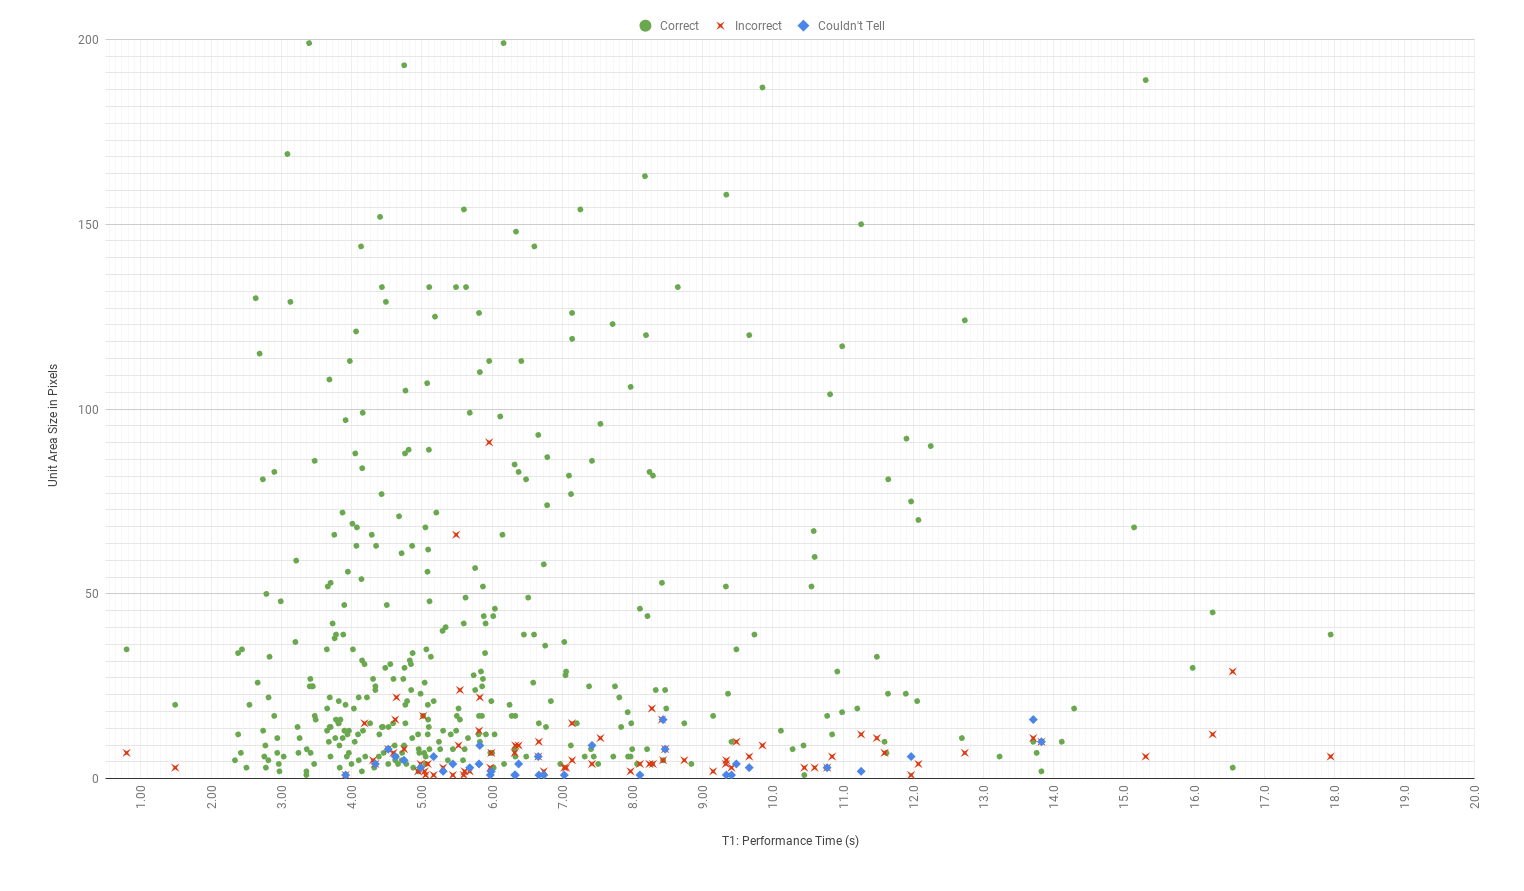 Correct Incorrect Couldn't Tell
200
150
100
50
0
Unit Area Size in Pixels
1.00 2.00 3.00 4.00 5.00 6.00 7.00 8.00 9.00 10.0 11.0 12.0 13.0 14.0 15.0 16.0 17.0 18.0 19.0 20.0
T1: Performance Time (s)